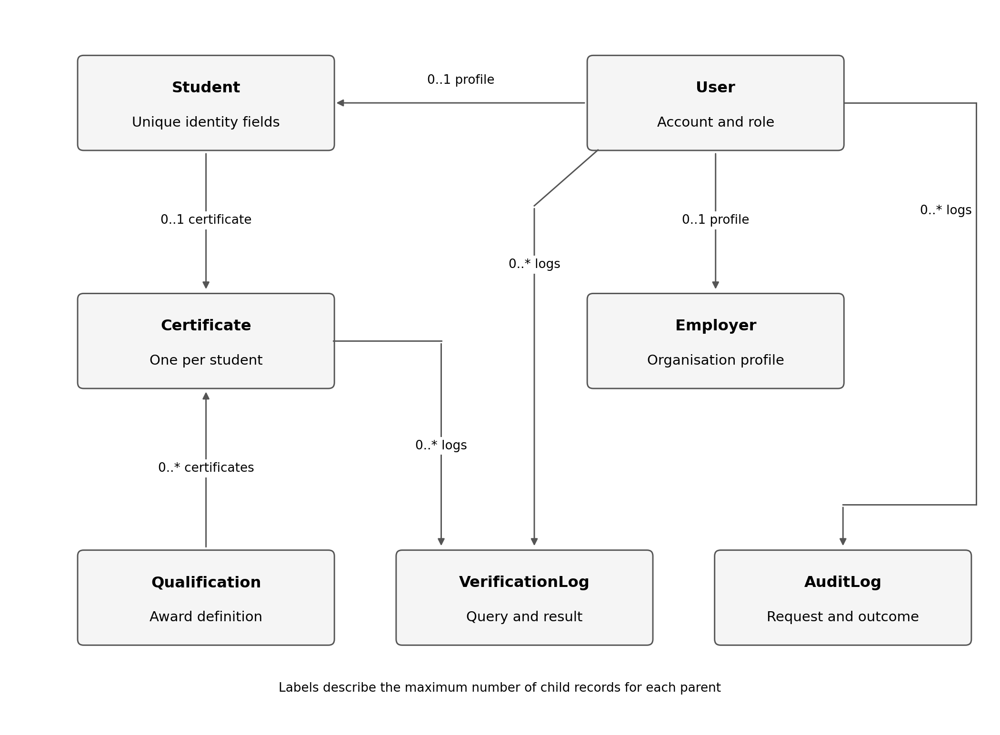 Student
Unique identity fields
0..1 profile
User
Account and role
0..1 certificate
0..1 profile
0..* logs
0..* logs
Certificate
One per student
Employer
Organisation profile
0..* logs
0..* certificates
Qualification
Award definition
VerificationLog
Query and result
AuditLog
Request and outcome
Labels describe the maximum number of child records for each parent